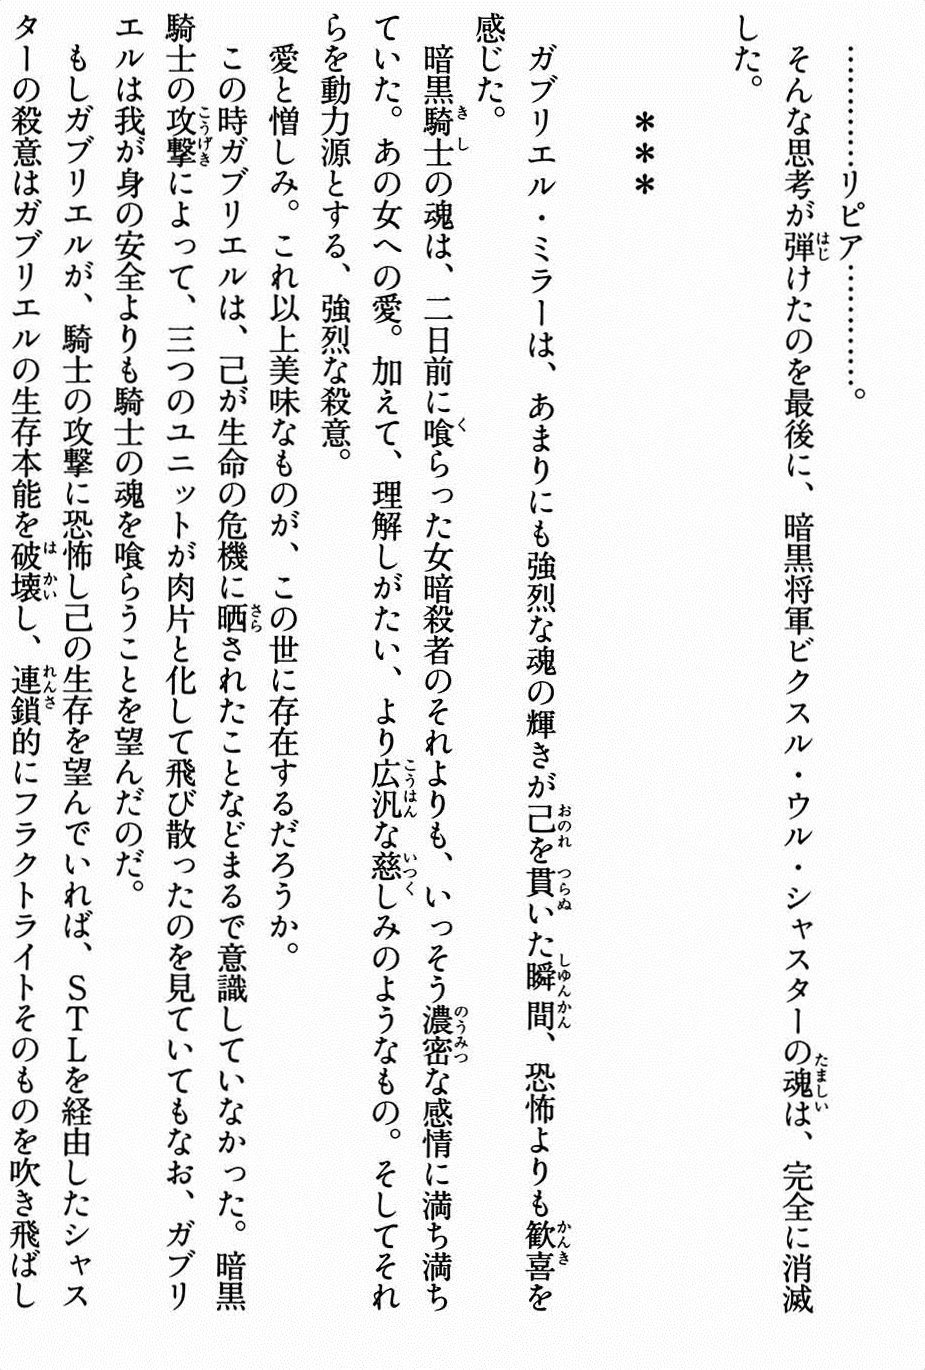 …………リピア…………。
そんな思考が弾けたのを最後に、暗黒将軍ビクスル・ウル・シャスターの魂は、完全に消滅
した。
＊＊＊
ガブリエル・ミラーは、あまりにも強烈な魂の輝きが己を貫いた瞬間、恐怖よりも歓喜を
感じた。
暗黒騎士の魂は、二日前に喰らった女暗殺者のそれよりも、いっそう濃密な感情に満ち満ち
ていた。あの女への愛。加えて、理解しがたい、より広汎な慈しみのようなもの。そしてそれ
らを動力源とする、強烈な殺意。
愛と憎しみ。これ以上美味なものが、この世に存在するだろうか。
この時ガブリエルは、己が生命の危機に晒されたことなどまるで意識していなかった。暗黒
騎士の攻撃によって、三つのユニットが肉片と化して飛び散ったのを見ていてもなお、ガブリ
エルは我が身の安全よりも騎士の魂を喰らうことを望んだのだ。
もしガブリエルが、騎士の攻撃に恐怖し己の生存を望んでいれば、ＳＴＬを経由したシャス
ターの殺意はガブリエルの生存本能を破壊し、連鎖的にフラクトライトそのものを吹き飛ばし